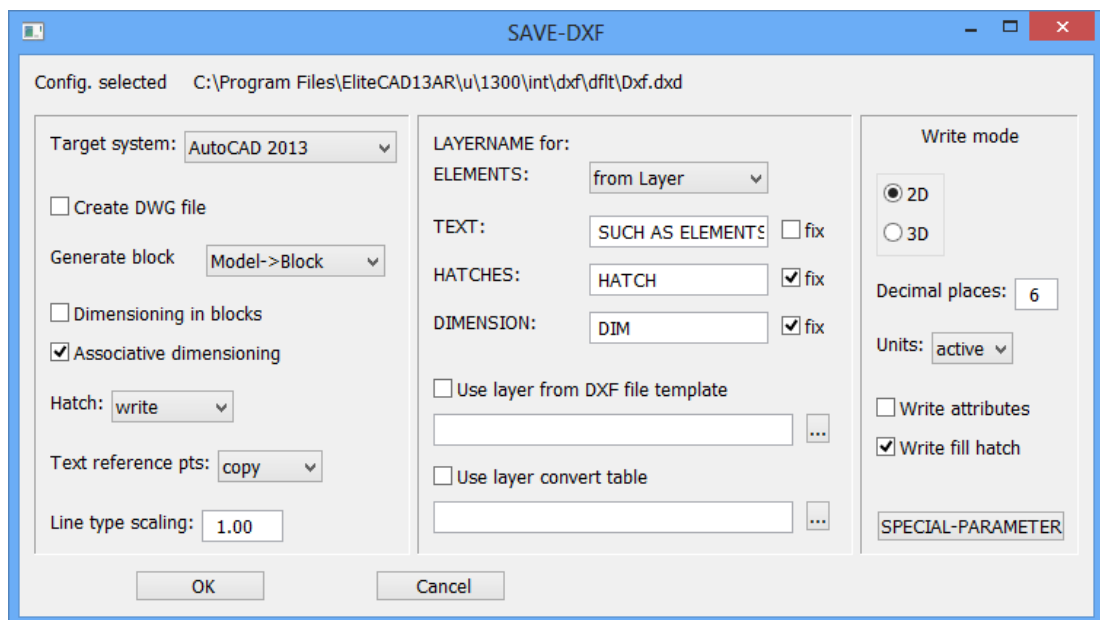 SAVE-DXF
Config. selected C:\Program Files\EliteCAD13AR\u\1300\int\dxf\dflt\Dxf.dxd
Target system: AutoCAD 2013
Create DWG file
Generate block Model->Block
Dimensioning in blocks
Associative dimensioning
Hatch: write
Text reference pts: copy
Line type scaling: 1.00
LAYERNAME for:
ELEMENTS: from Layer
TEXT: SUCH AS ELEMENTS fix
HATCHES: HATCH fix
DIMENSION: DIM fix
Use layer from DXF file template
...
Use layer convert table
...
Write mode
2D
3D
Decimal places: 6
Units: active
Write attributes
Write fill hatch
SPECIAL-PARAMETER
OK Cancel